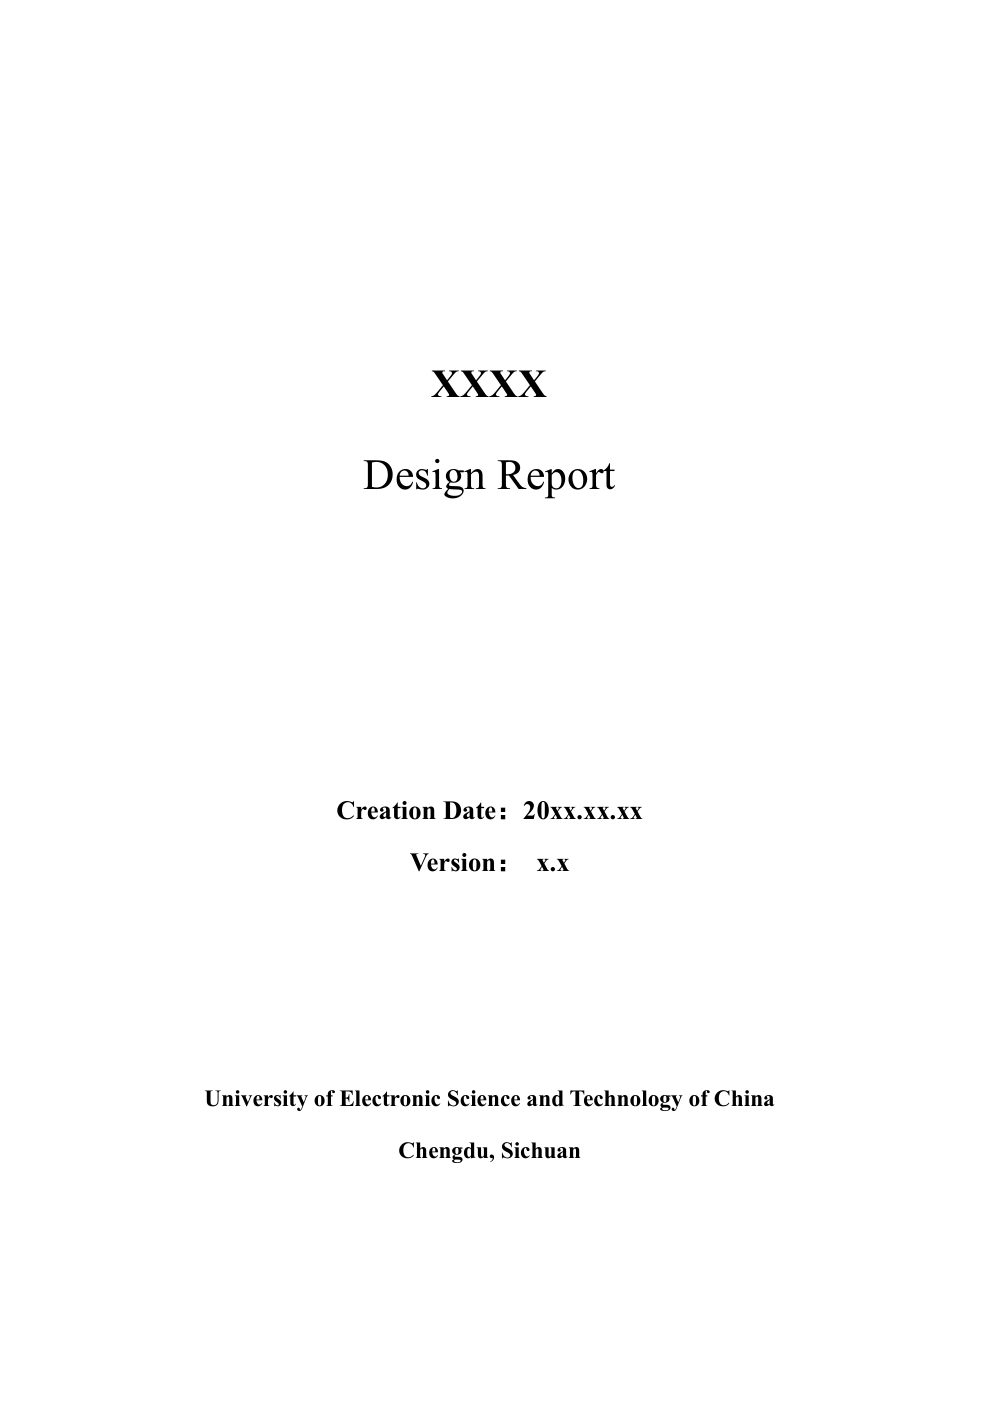 XXXX
Design Report
Creation Date：20xx.xx.xx
Version： x.x
University of Electronic Science and Technology of China
Chengdu, Sichuan